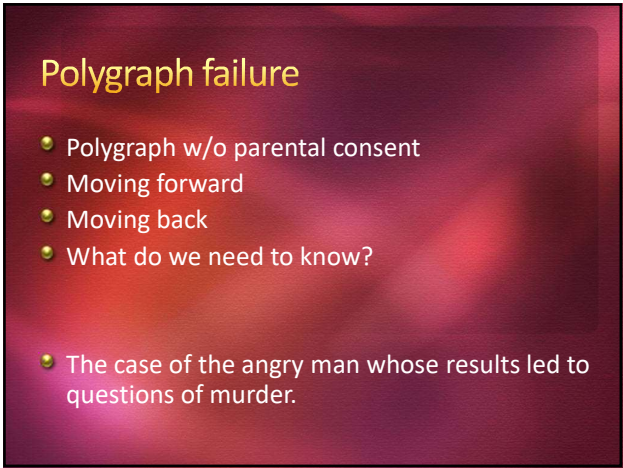 Polygraph failure
Polygraph w/o parental consent
Moving forward
Moving back
What do we need to know?
The case of the angry man whose results led to
questions of murder.